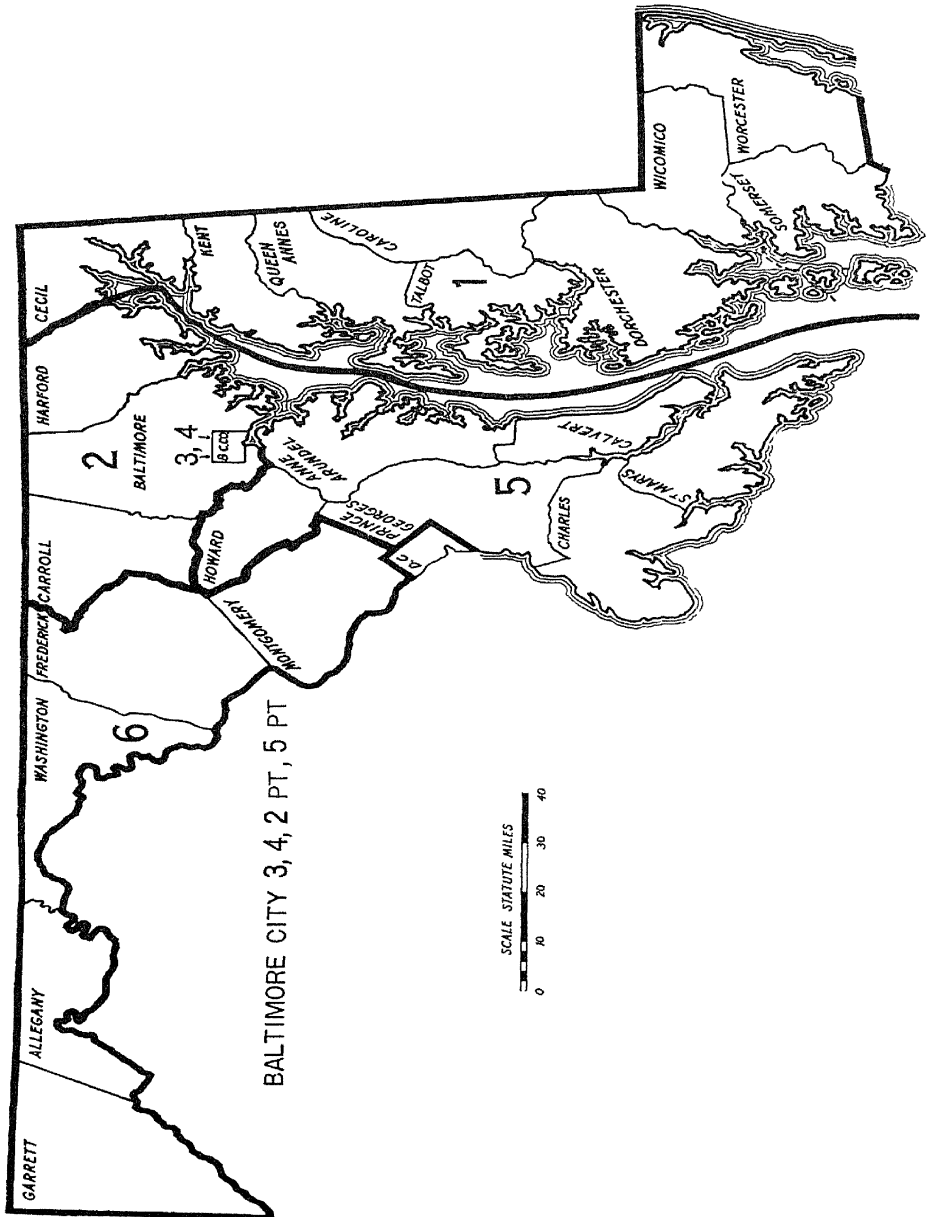 GARRETT
ALLEGANY
WASHINGTON
FREDERICK
CARROLL
HARFORD
CECIL
2
BALTIMORE
3, 4
B.CO.
6
HOWARD
MONTGOMERY
ANNE
ARUNDEL
PRINCE
GEORGES
D.C.
5
CALVERT
CHARLES
ST MARYS
KENT
QUEEN
ANNES
CAROLINE
TALBOT
1
DORCHESTER
WICOMICO
SOMERSET
WORCESTER
BALTIMORE CITY 3, 4, 2 PT, 5 PT
SCALE STATUTE MILES
0 10 20 30 40